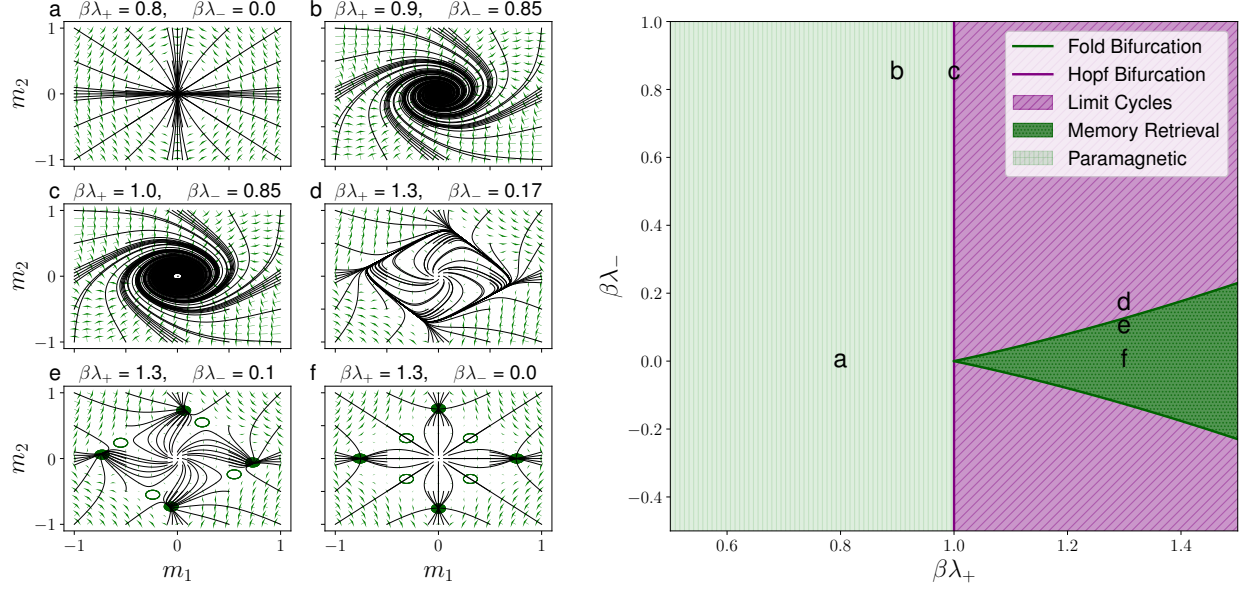 a βλ₊ = 0.8, βλ₋ = 0.0
b βλ₊ = 0.9, βλ₋ = 0.85
1
0
−1
m₂
c βλ₊ = 1.0, βλ₋ = 0.85
d βλ₊ = 1.3, βλ₋ = 0.17
1
0
−1
m₂
e βλ₊ = 1.3, βλ₋ = 0.1
f βλ₊ = 1.3, βλ₋ = 0.0
1
0
−1
m₂
−1 0 1
−1 0 1
m₁
m₁
1.0
0.8
0.6
0.4
0.2
0.0
−0.2
−0.4
βλ₋
b
c
d
e
a
f
Fold Bifurcation
Hopf Bifurcation
Limit Cycles
Memory Retrieval
Paramagnetic
0.6 0.8 1.0 1.2 1.4
βλ₊